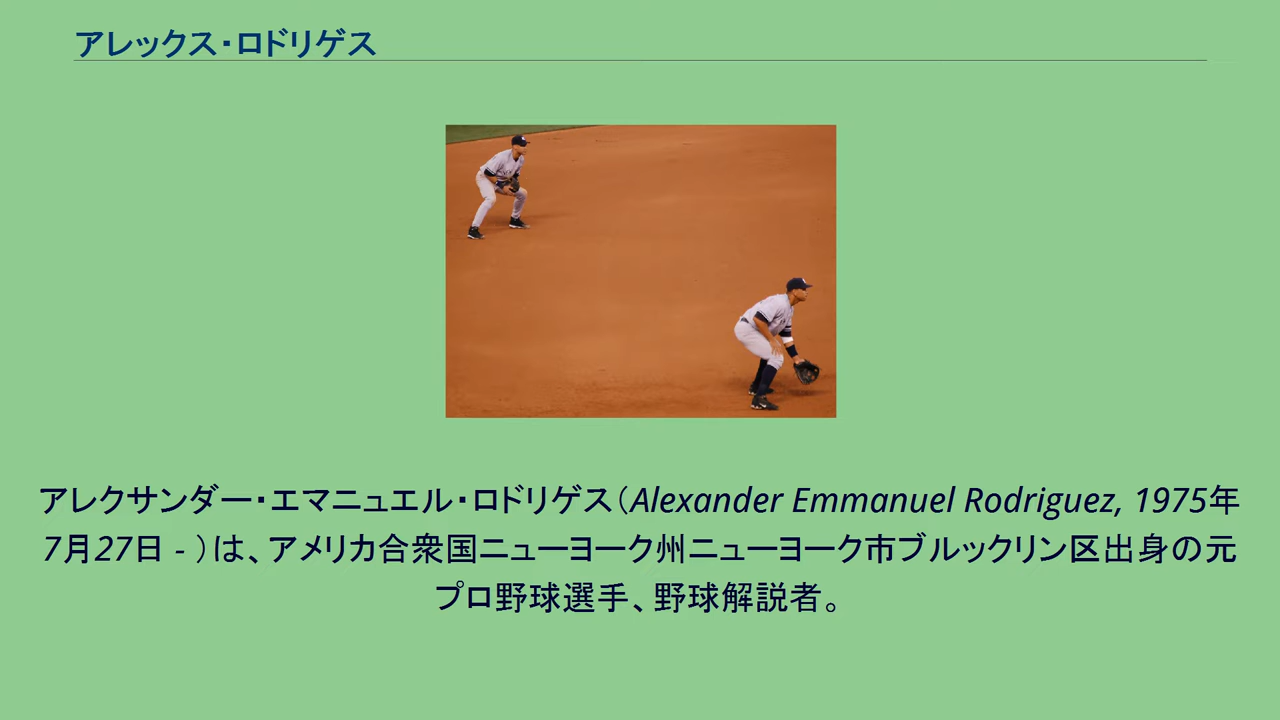 アレックス・ロドリゲス
アレクサンダー・エマニュエル・ロドリゲス（Alexander Emmanuel Rodriguez, 1975年
7月27日 - ）は、アメリカ合衆国ニューヨーク州ニューヨーク市ブルックリン区出身の元
プロ野球選手、野球解説者。